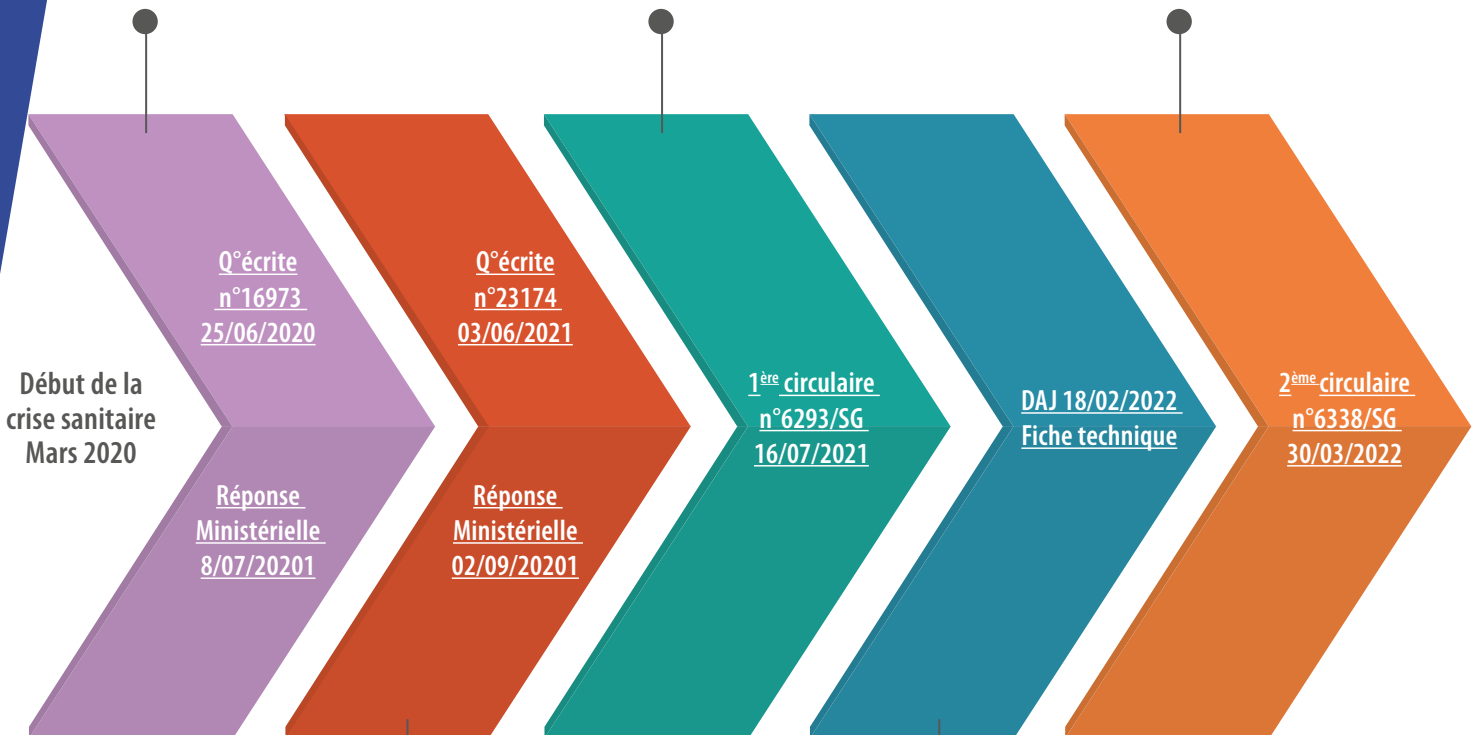 Début de la
crise sanitaire
Mars 2020
Q°écrite
n°16973
25/06/2020
Réponse
Ministérielle
8/07/20201
Q°écrite
n°23174
03/06/2021
Réponse
Ministérielle
02/09/20201
1ère circulaire
n°6293/SG
16/07/2021
DAJ 18/02/2022
Fiche technique
2ème circulaire
n°6338/SG
30/03/2022